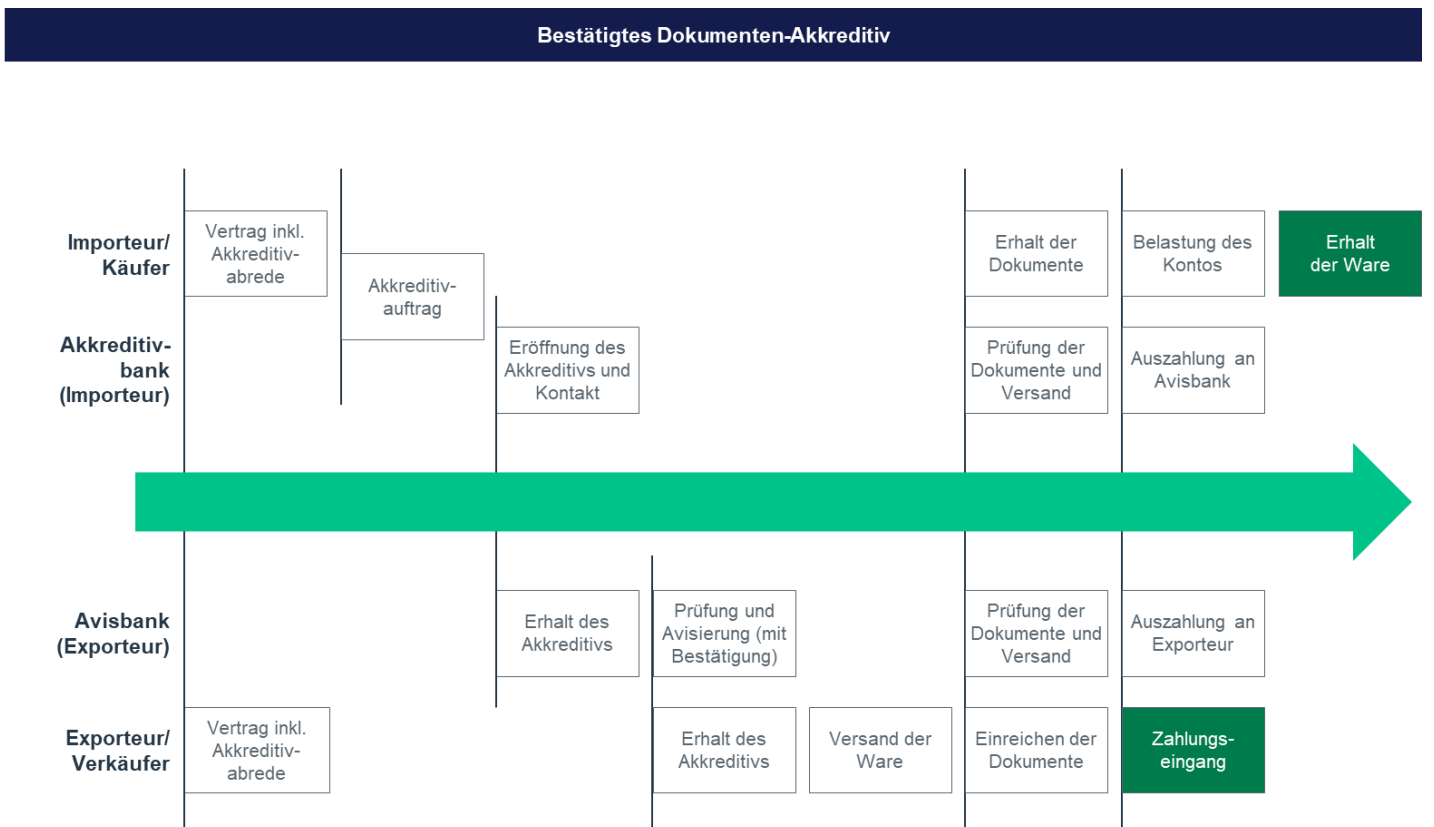 Bestätigtes Dokumenten-Akkreditiv
Importeur/
Käufer
Vertrag inkl.
Akkreditiv-
abrede
Akkreditiv-
auftrag
Erhalt der
Dokumente
Belastung des
Kontos
Erhalt
der Ware
Akkreditiv-
bank
(Importeur)
Eröffnung des
Akkreditivs und
Kontakt
Prüfung der
Dokumente und
Versand
Auszahlung an
Avisbank
Avisbank
(Exporteur)
Erhalt des
Akkreditivs
Prüfung und
Avisierung (mit
Bestätigung)
Prüfung der
Dokumente und
Versand
Auszahlung an
Exporteur
Exporteur/
Verkäufer
Vertrag inkl.
Akkreditiv-
abrede
Erhalt des
Akkreditivs
Versand der
Ware
Einreichen der
Dokumente
Zahlungs-
eingang